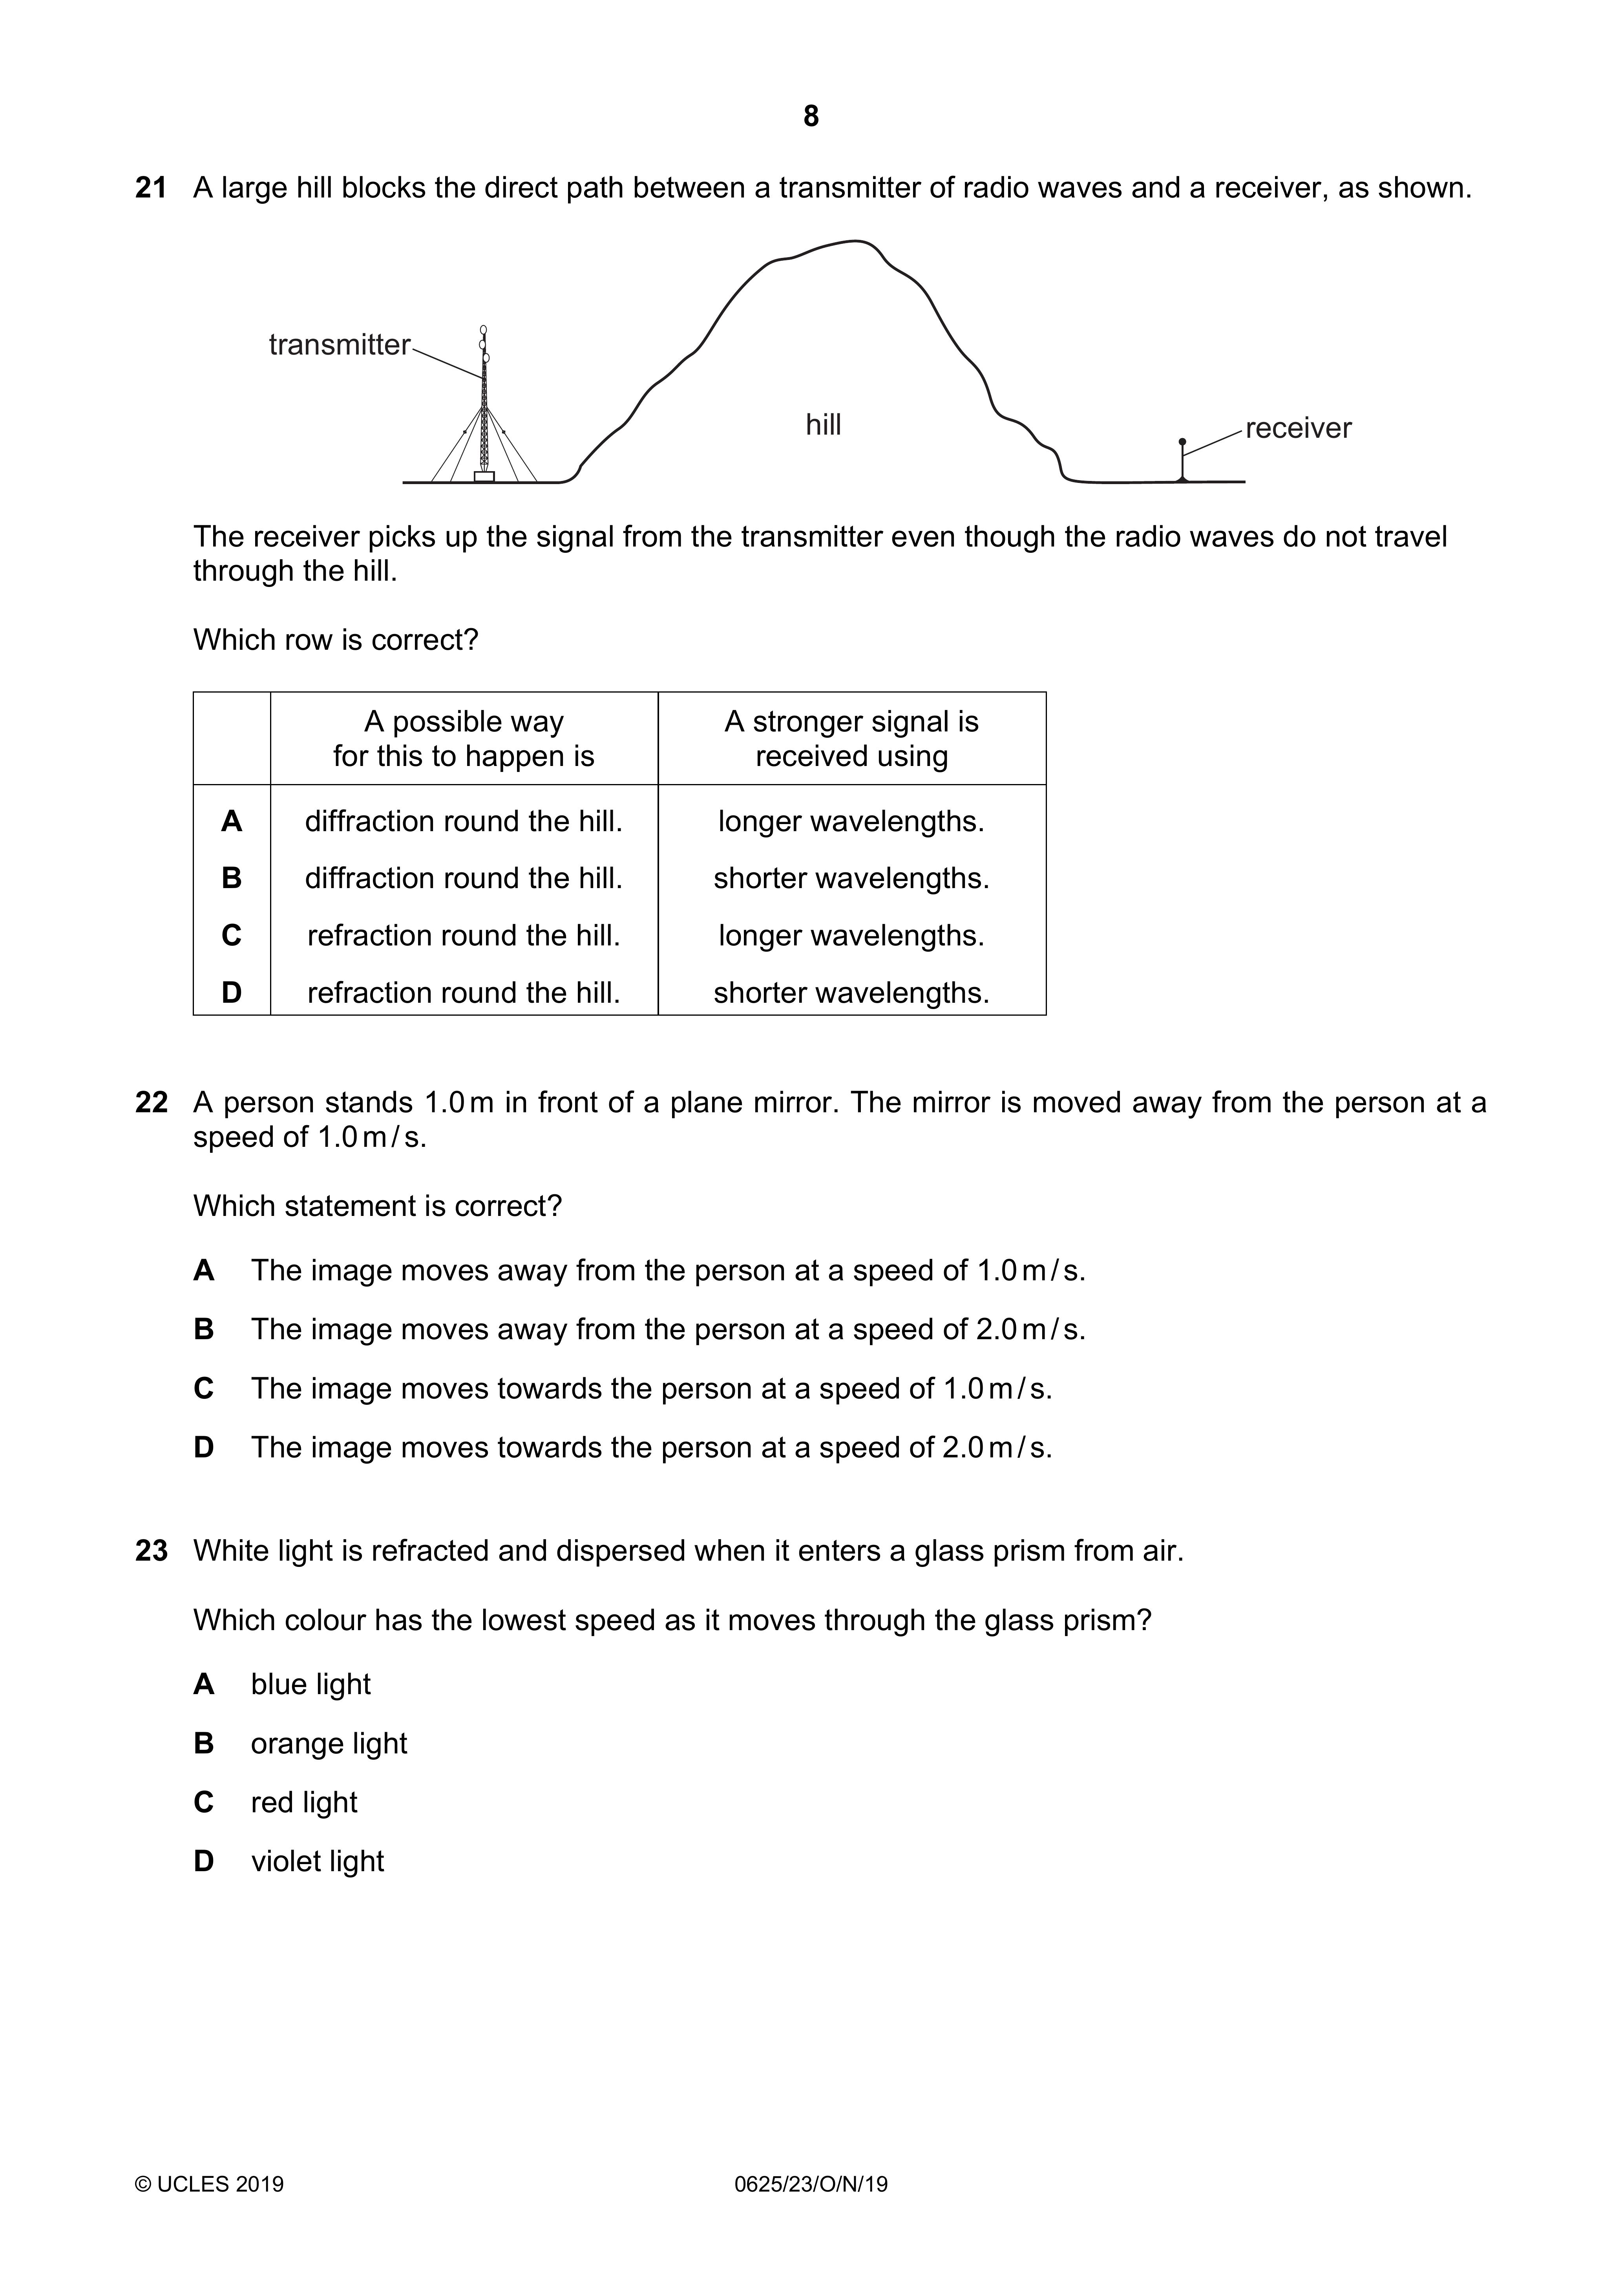 8
21 A large hill blocks the direct path between a transmitter of radio waves and a receiver, as shown.
transmitter
hill
receiver
The receiver picks up the signal from the transmitter even though the radio waves do not travel
through the hill.
Which row is correct?
A possible way for this to happen is | A stronger signal is received using
A diffraction round the hill. longer wavelengths.
B diffraction round the hill. shorter wavelengths.
C refraction round the hill. longer wavelengths.
D refraction round the hill. shorter wavelengths.
22 A person stands 1.0 m in front of a plane mirror. The mirror is moved away from the person at a
speed of 1.0 m / s.
Which statement is correct?
A The image moves away from the person at a speed of 1.0 m / s.
B The image moves away from the person at a speed of 2.0 m / s.
C The image moves towards the person at a speed of 1.0 m / s.
D The image moves towards the person at a speed of 2.0 m / s.
23 White light is refracted and dispersed when it enters a glass prism from air.
Which colour has the lowest speed as it moves through the glass prism?
A blue light
B orange light
C red light
D violet light
© UCLES 2019 0625/23/O/N/19